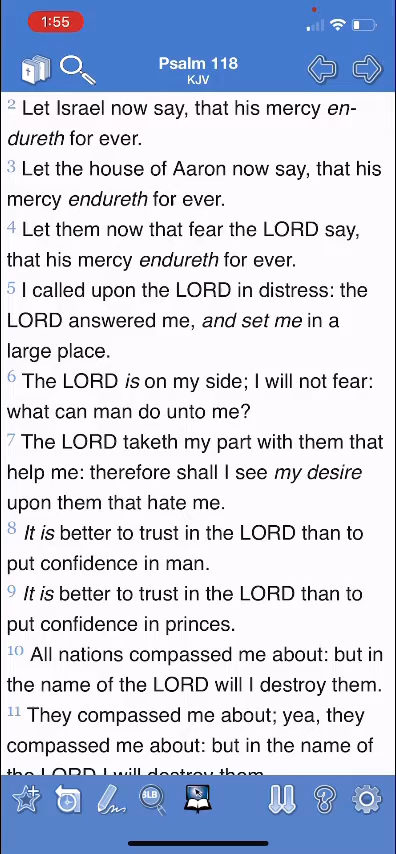 1:55
Psalm 118
KJV
2 Let Israel now say, that his mercy en-
dureth for ever.
3 Let the house of Aaron now say, that his
mercy endureth for ever.
4 Let them now that fear the LORD say,
that his mercy endureth for ever.
5 I called upon the LORD in distress: the
LORD answered me, and set me in a
large place.
6 The LORD is on my side; I will not fear:
what can man do unto me?
7 The LORD taketh my part with them that
help me: therefore shall I see my desire
upon them that hate me.
8 It is better to trust in the LORD than to
put confidence in man.
9 It is better to trust in the LORD than to
put confidence in princes.
10 All nations compassed me about: but in
the name of the LORD will I destroy them.
11 They compassed me about; yea, they
compassed me about: but in the name of
the LORD I will destroy them
BLB